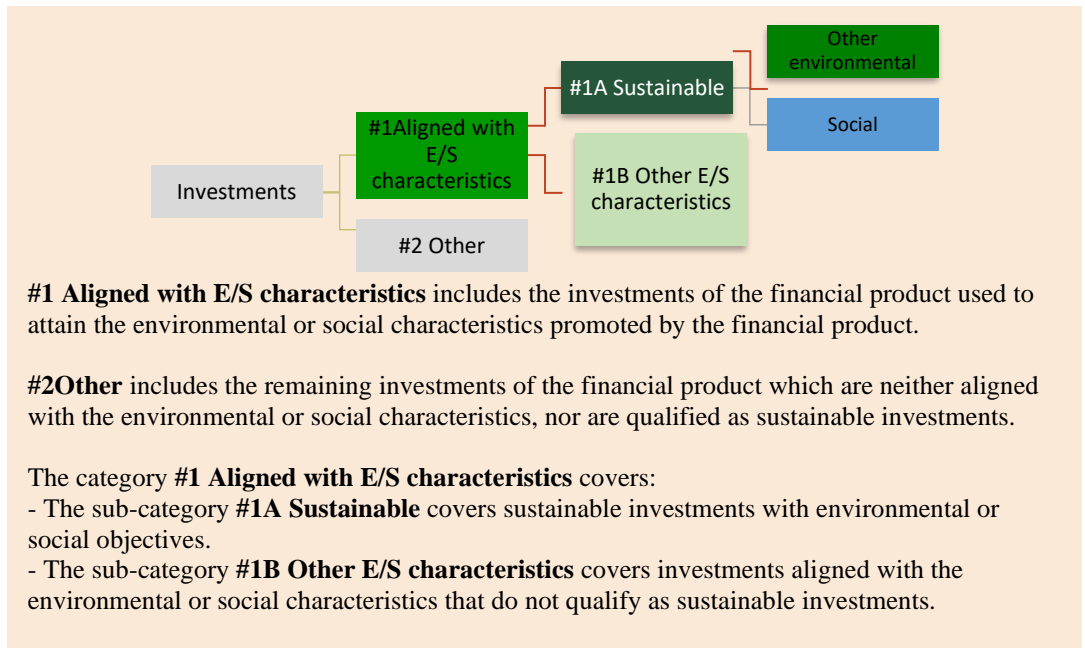 Other
environmental
#1A Sustainable
#1Aligned with
E/S
characteristics
Social
Investments
#1B Other E/S
characteristics
#2 Other
#1 Aligned with E/S characteristics includes the investments of the financial product used to
attain the environmental or social characteristics promoted by the financial product.
#2Other includes the remaining investments of the financial product which are neither aligned
with the environmental or social characteristics, nor are qualified as sustainable investments.
The category #1 Aligned with E/S characteristics covers:
- The sub-category #1A Sustainable covers sustainable investments with environmental or
social objectives.
- The sub-category #1B Other E/S characteristics covers investments aligned with the
environmental or social characteristics that do not qualify as sustainable investments.